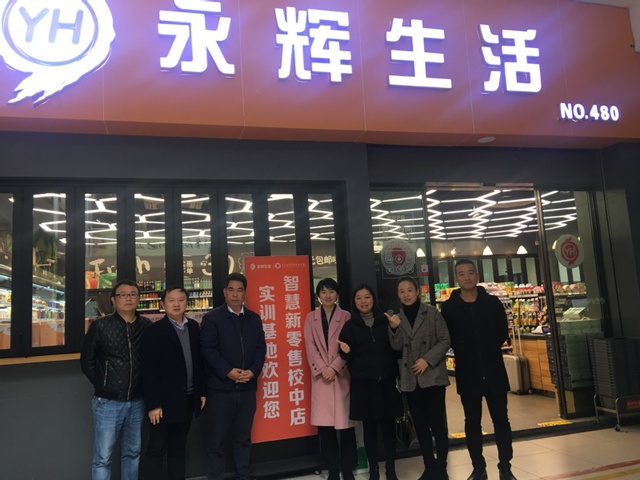 YH
永辉生活
NO.480
智慧新零售校中店
实训基地欢迎您